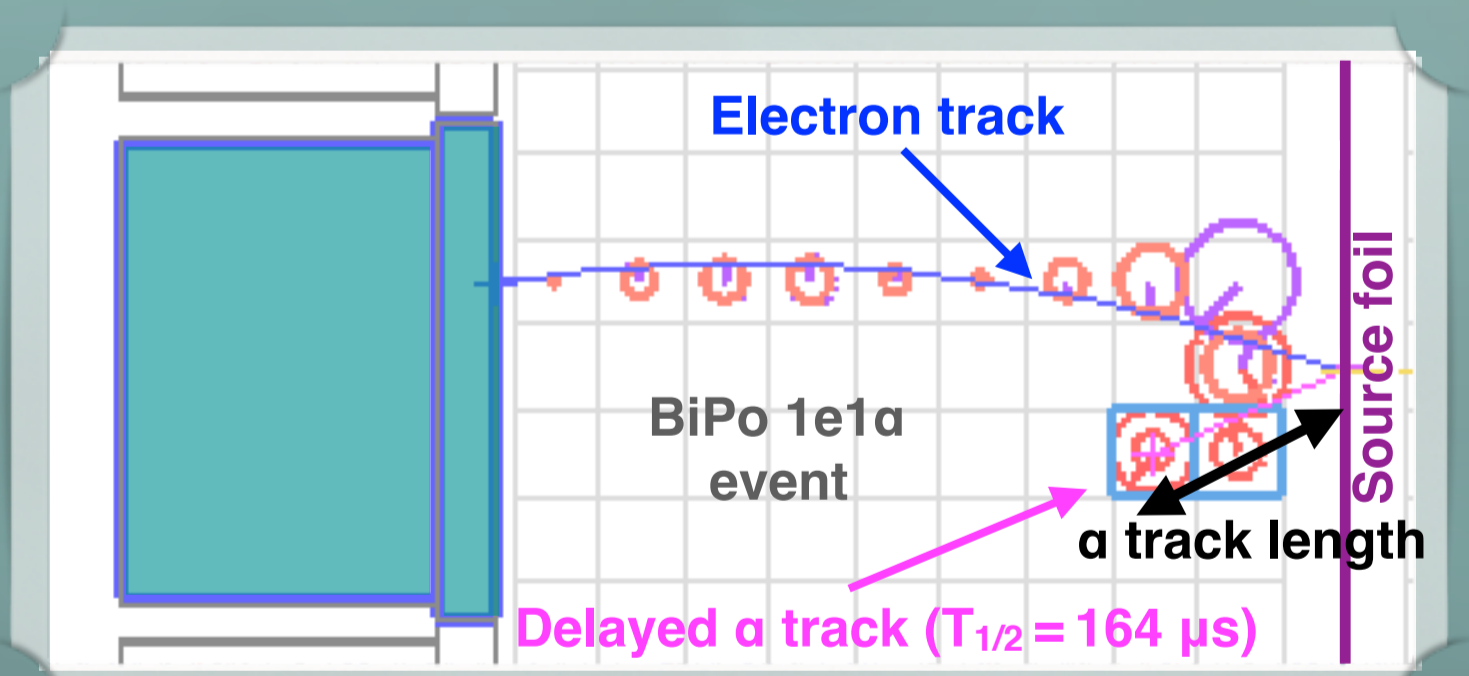 Electron track
Source foil
BiPo 1e1α
event
α track length
Delayed α track (T1/2 = 164 μs)